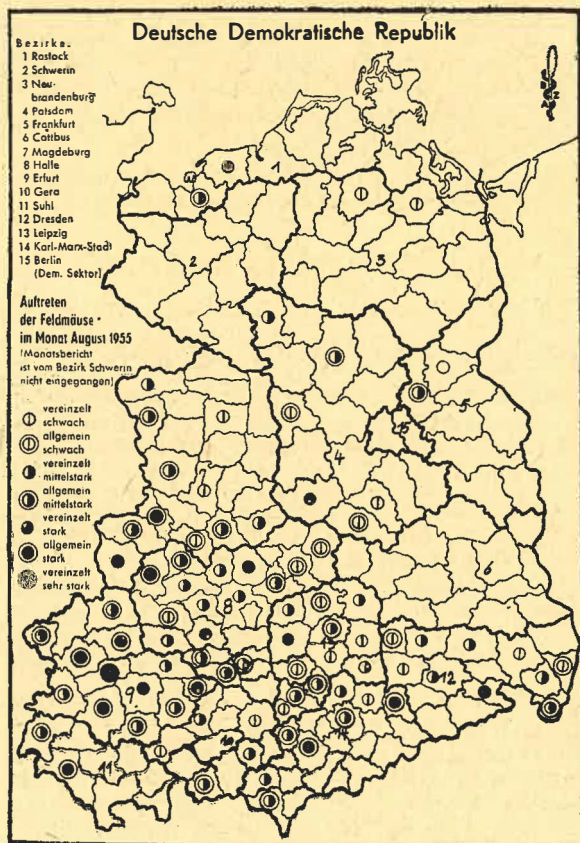 Deutsche Demokratische Republik
Bezirke.
1 Rostock
2 Schwerin
3 Neu-
brandenburg
4 Potsdam
5 Frankfurt
6 Cottbus
7 Magdeburg
8 Halle
9 Erfurt
10 Gera
11 Suhl
12 Dresden
13 Leipzig
14 Karl-Marx-Stadt
15 Berlin
(Dem. Sektor)
Auftreten
der Feldmäuse
im Monat August 1955
(Monatsbericht
ist vom Bezirk Schwerin
nicht eingegangen)
vereinzelt
schwach
allgemein
schwach
vereinzelt
mittelstark
allgemein
mittelstark
vereinzelt
stark
allgemein
stark
vereinzelt
sehr stark
1
2
3
4
5
15
6
7
8
9
12
10
14
11